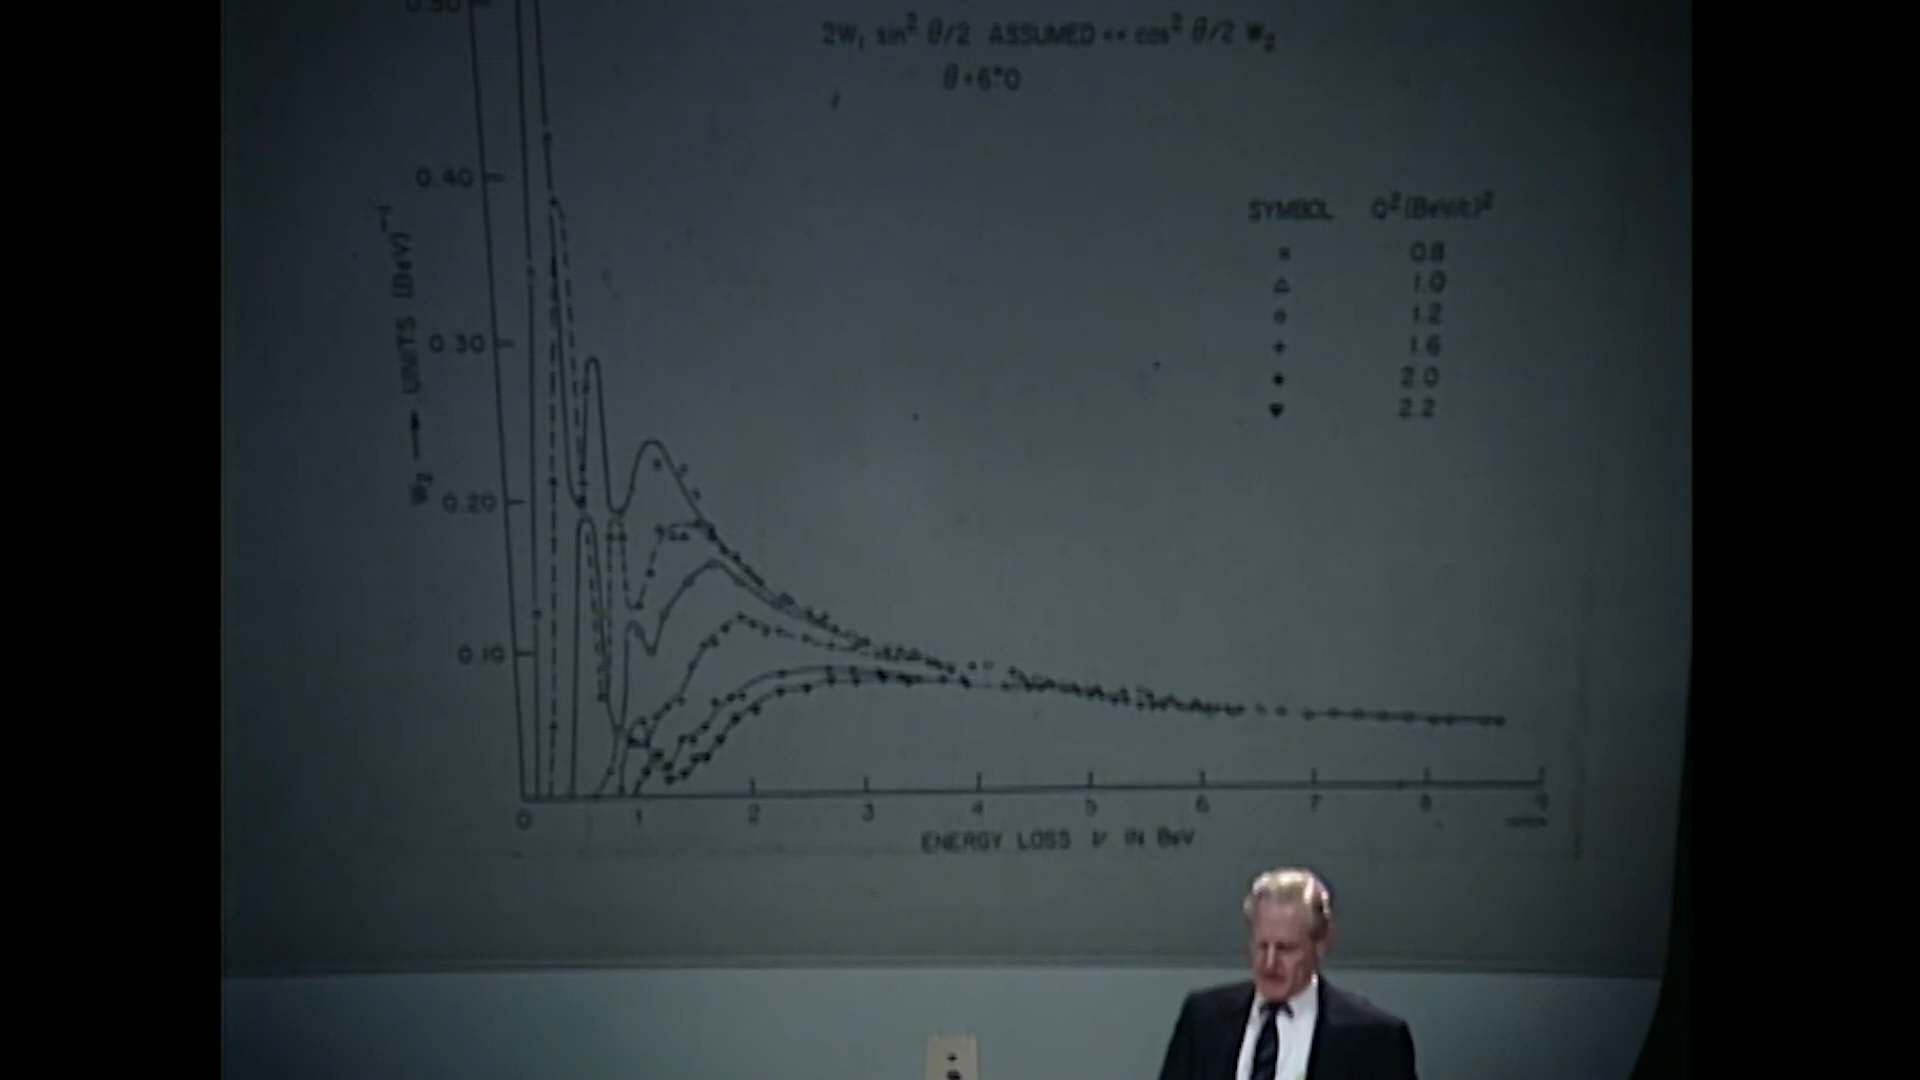 0.50
2W₁ sin² θ/2 ASSUMED << cos² θ/2 W₂
θ = 6°.0
0.40
0.30
0.20
0.10
W₂ → UNITS (BeV)⁻¹
SYMBOL Q²(BeV/c)²
0.8
1.0
1.2
1.6
2.0
2.2
0 1 2 3 4 5 6 7 8 9
ENERGY LOSS ν IN BeV